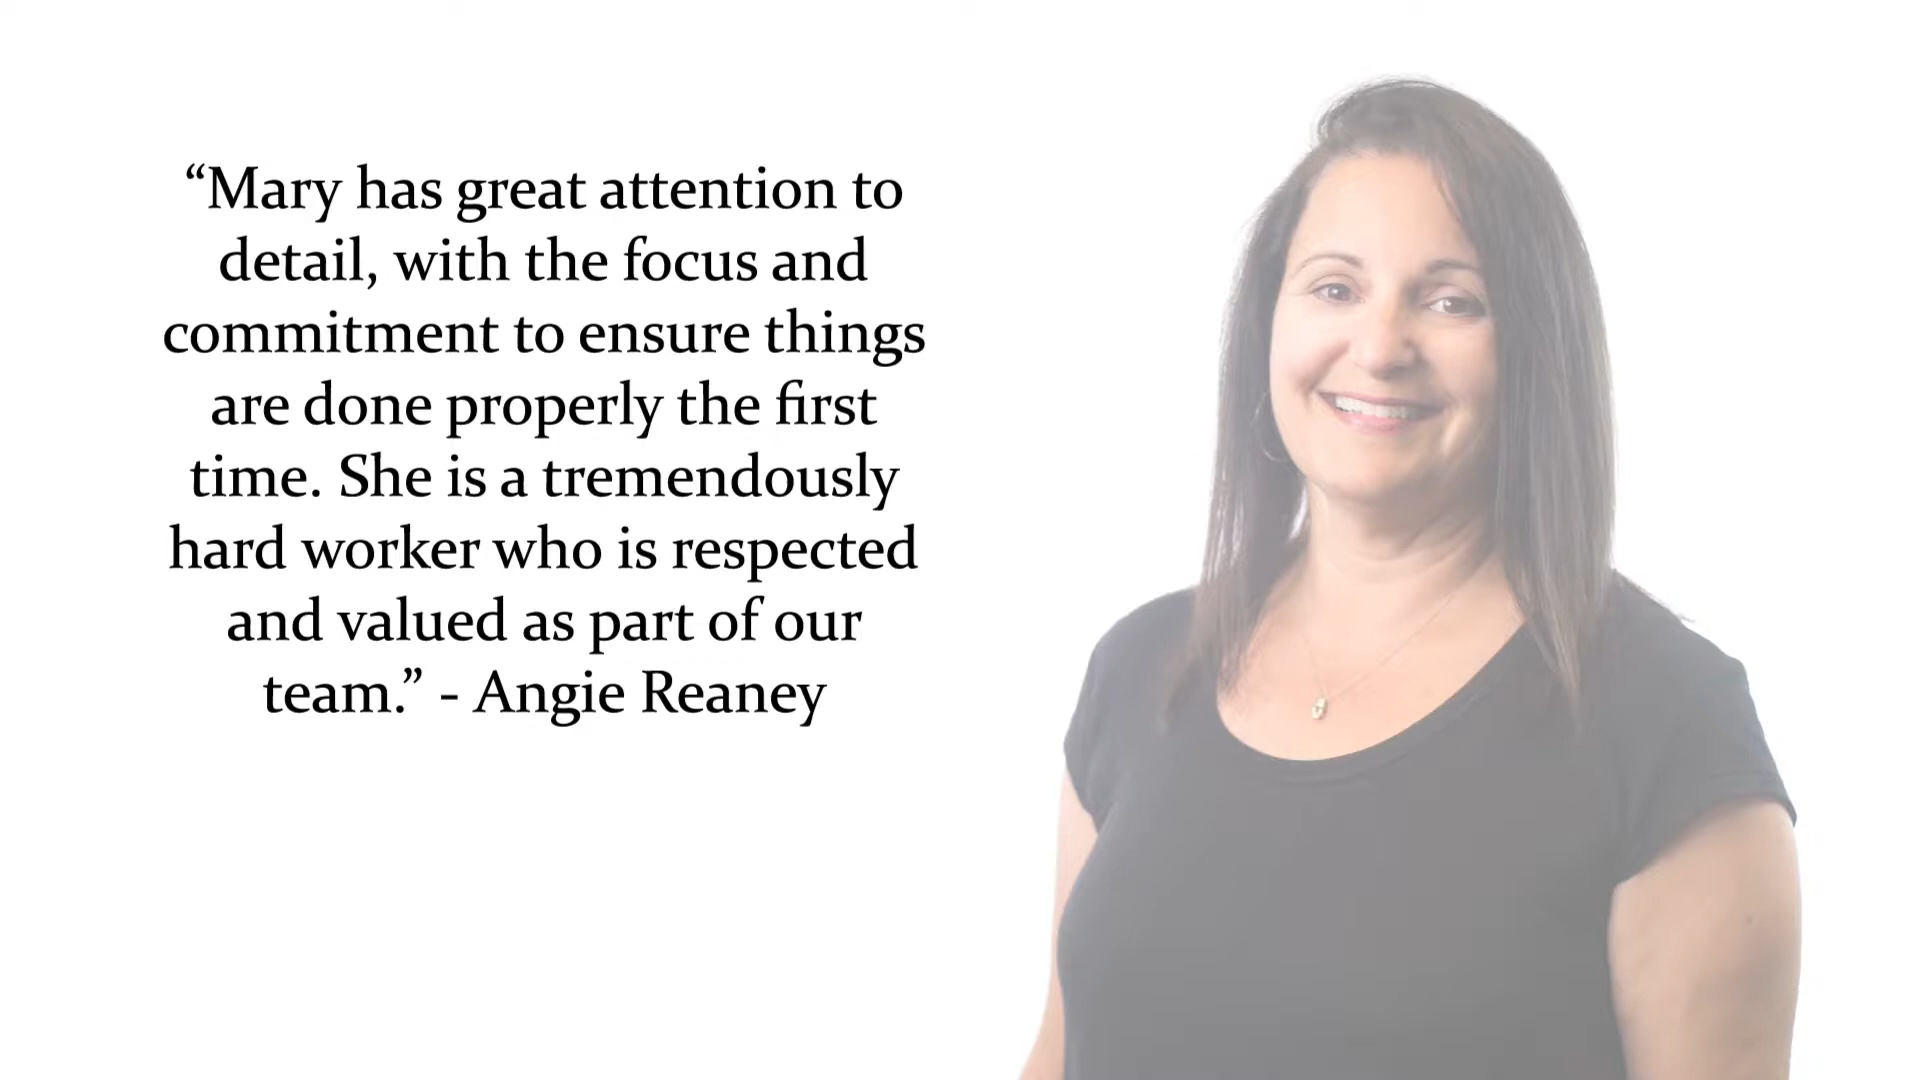 “Mary has great attention to
detail, with the focus and
commitment to ensure things
are done properly the first
time. She is a tremendously
hard worker who is respected
and valued as part of our
team.” - Angie Reaney